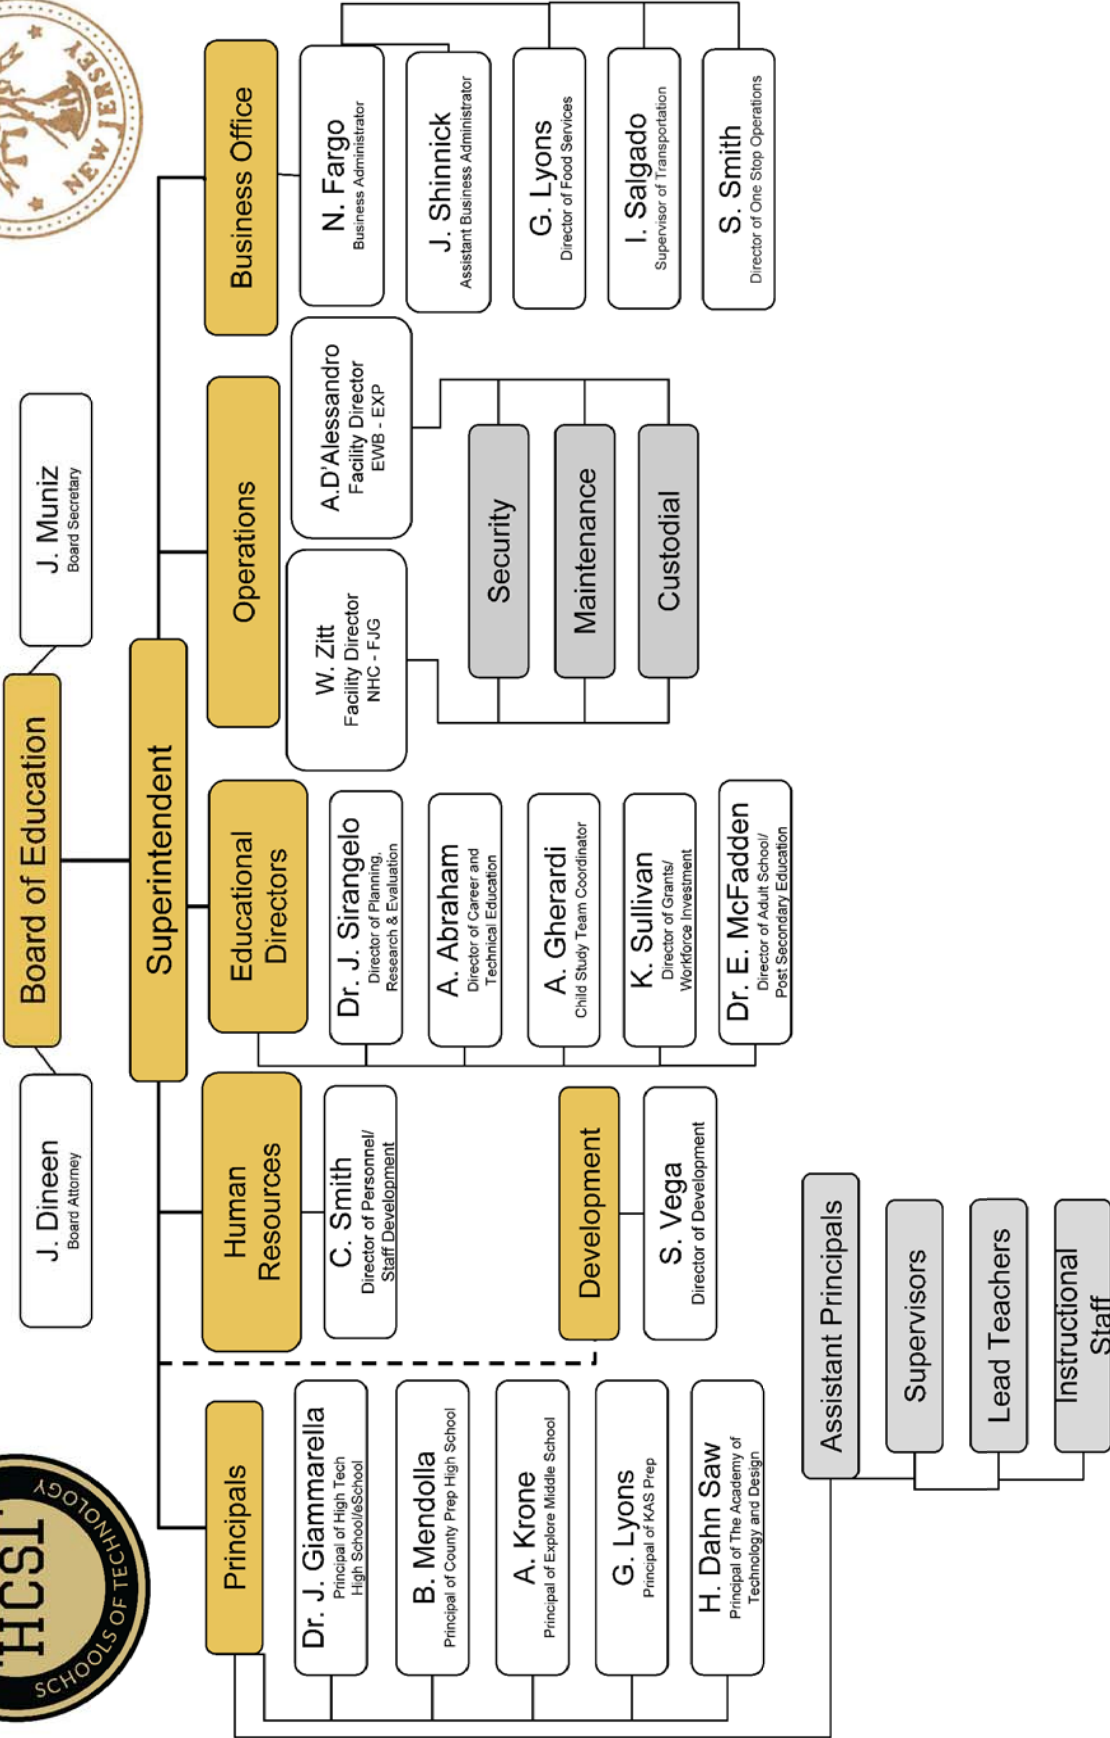 HCST
SCHOOLS OF TECHNOLOGY
NEW JERSEY
Board of Education
J. Dineen
Board Attorney
J. Muniz
Board Secretary
Superintendent
Principals
Dr. J. Giammarella
Principal of High Tech
High School/eSchool
B. Mendolla
Principal of County Prep High School
A. Krone
Principal of Explore Middle School
G. Lyons
Principal of KAS Prep
H. Dahn Saw
Principal of The Academy of
Technology and Design
Assistant Principals
Supervisors
Lead Teachers
Instructional
Staff
Human
Resources
C. Smith
Director of Personnel/
Staff Development
Development
S. Vega
Director of Development
Educational
Directors
Dr. J. Sirangelo
Director of Planning,
Research & Evaluation
A. Abraham
Director of Career and
Technical Education
A. Gherardi
Child Study Team Coordinator
K. Sullivan
Director of Grants/
Workforce Investment
Dr. E. McFadden
Director of Adult School/
Post Secondary Education
Operations
W. Zitt
Facility Director
NHC - FJG
A.D'Alessandro
Facility Director
EWB - EXP
Security
Maintenance
Custodial
Business Office
N. Fargo
Business Administrator
J. Shinnick
Assistant Business Administrator
G. Lyons
Director of Food Services
I. Salgado
Supervisor of Transportation
S. Smith
Director of One Stop Operations